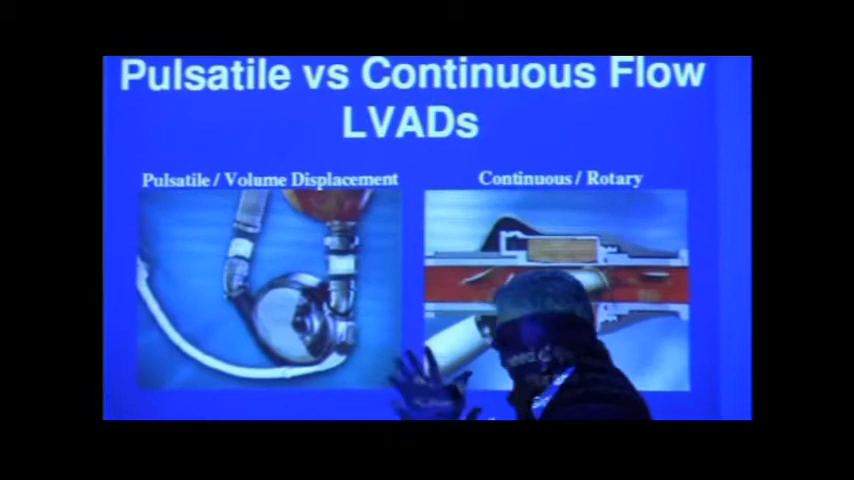 Pulsatile vs Continuous Flow
LVADs
Pulsatile / Volume Displacement
Continuous / Rotary